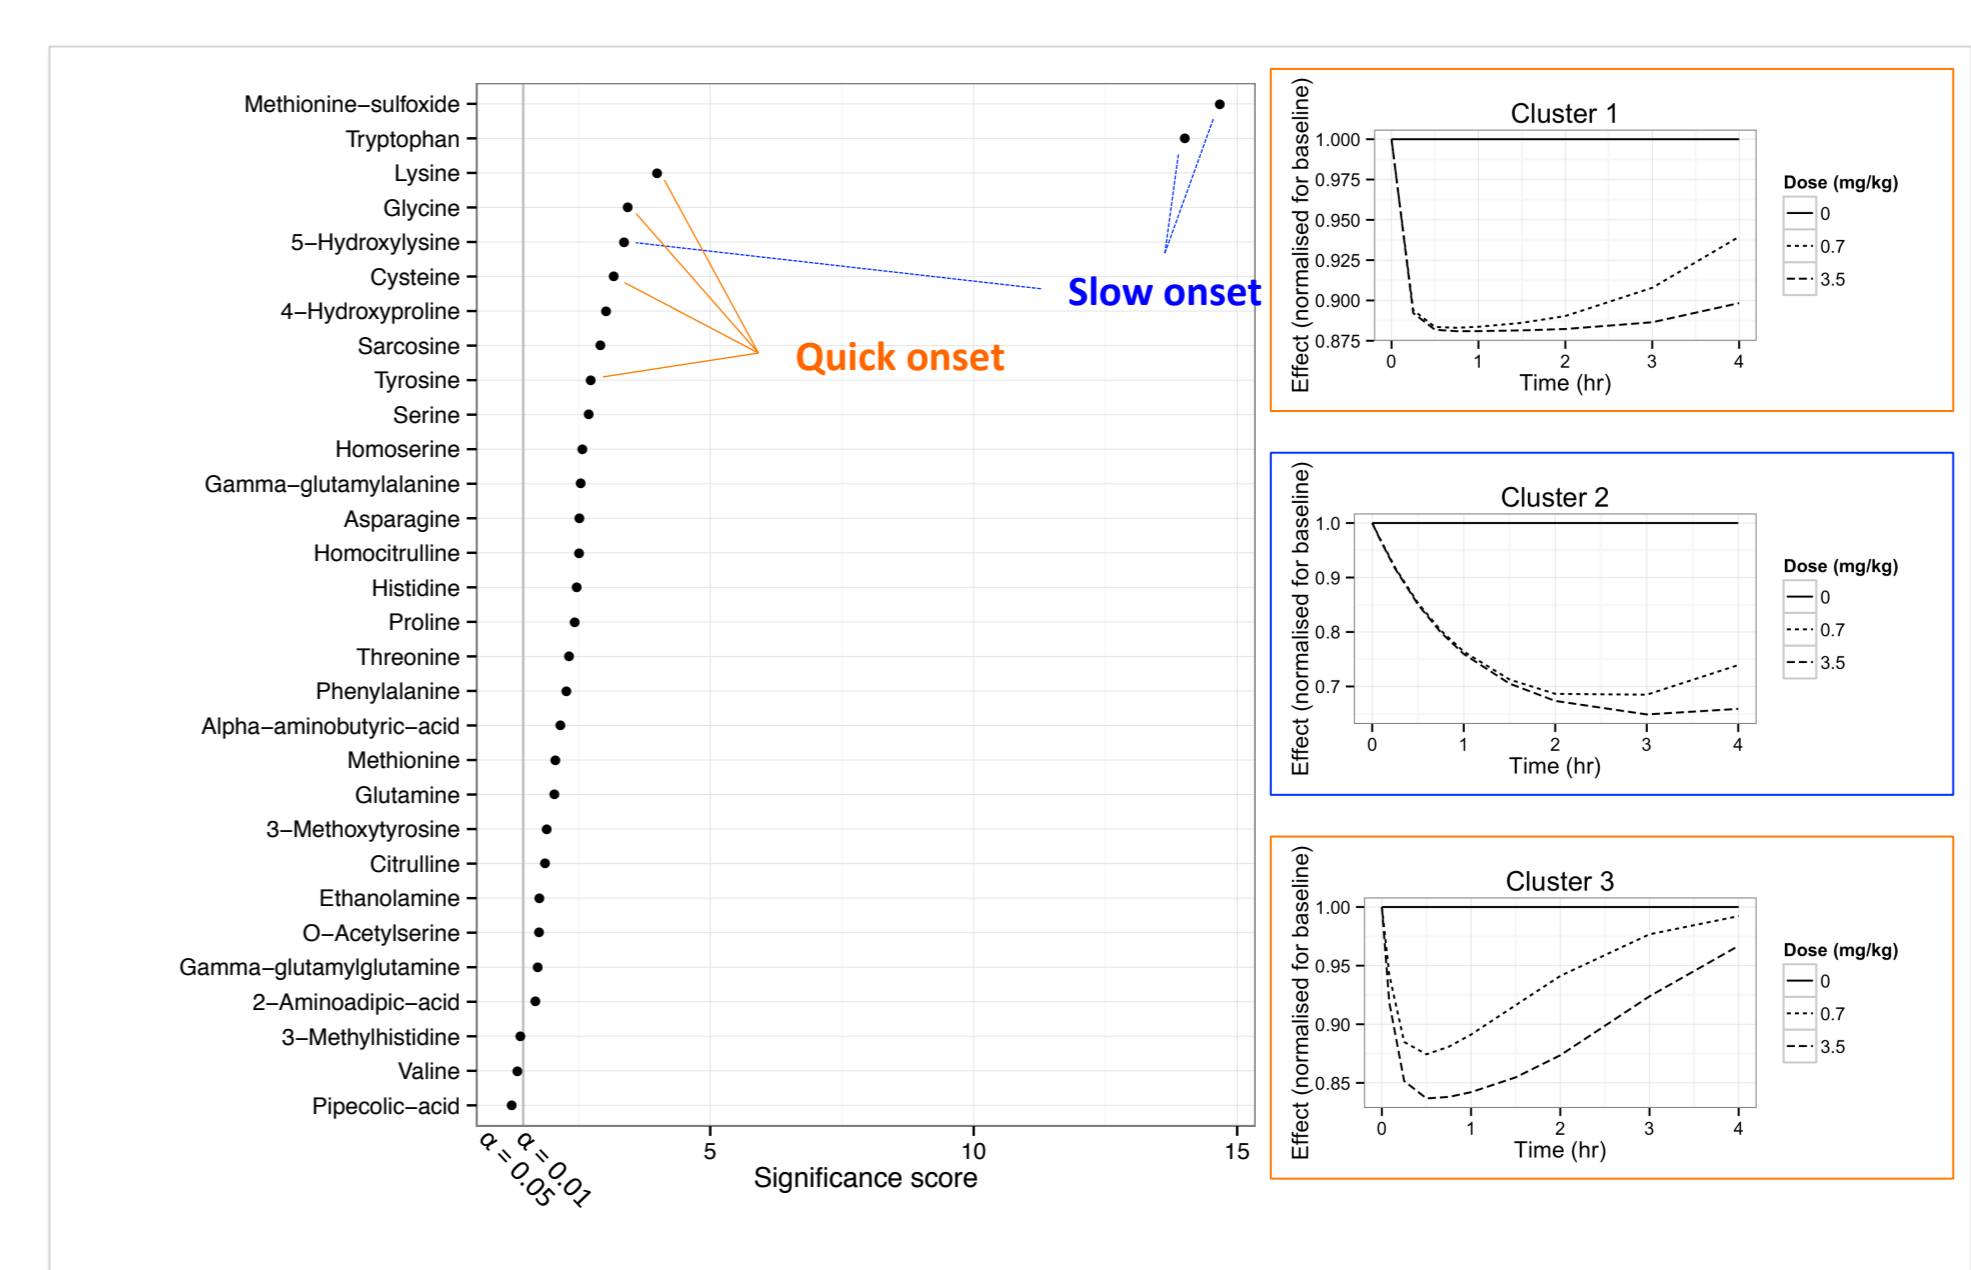 Methionine−sulfoxide
Tryptophan
Lysine
Glycine
5−Hydroxylysine
Cysteine
4−Hydroxyproline
Sarcosine
Tyrosine
Serine
Homoserine
Gamma−glutamylalanine
Asparagine
Homocitrulline
Histidine
Proline
Threonine
Phenylalanine
Alpha−aminobutyric−acid
Methionine
Glutamine
3−Methoxytyrosine
Citrulline
Ethanolamine
O−Acetylserine
Gamma−glutamylglutamine
2−Aminoadipic−acid
3−Methylhistidine
Valine
Pipecolic−acid
α = 0.05
α = 0.01
5
10
15
Significance score
Slow onset
Quick onset
Cluster 1
Effect (normalised for baseline)
1.000
0.975
0.950
0.925
0.900
0.875
0 1 2 3 4
Time (hr)
Dose (mg/kg)
0
0.7
3.5
Cluster 2
Effect (normalised for baseline)
1.0
0.9
0.8
0.7
0 1 2 3 4
Time (hr)
Dose (mg/kg)
0
0.7
3.5
Cluster 3
Effect (normalised for baseline)
1.00
0.95
0.90
0.85
0 1 2 3 4
Time (hr)
Dose (mg/kg)
0
0.7
3.5